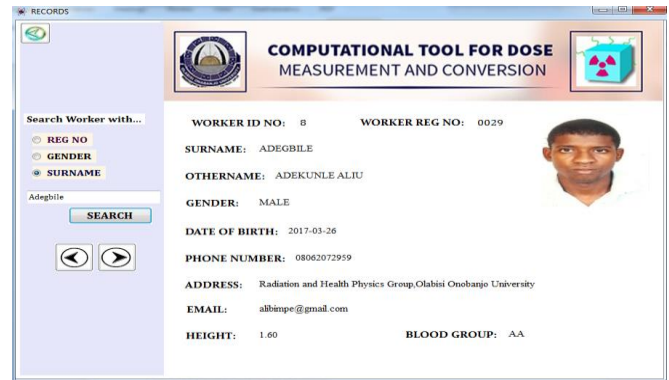 RECORDS
COMPUTATIONAL TOOL FOR DOSE
MEASUREMENT AND CONVERSION
Search Worker with...
REG NO
GENDER
SURNAME
Adegbile
SEARCH
WORKER ID NO: 8 WORKER REG NO: 0029
SURNAME: ADEGBILE
OTHERNAME: ADEKUNLE ALIU
GENDER: MALE
DATE OF BIRTH: 2017-03-26
PHONE NUMBER: 08062072959
ADDRESS: Radiation and Health Physics Group,Olabisi Onobanjo University
EMAIL: alibimpe@gmail.com
HEIGHT: 1.60 BLOOD GROUP: AA